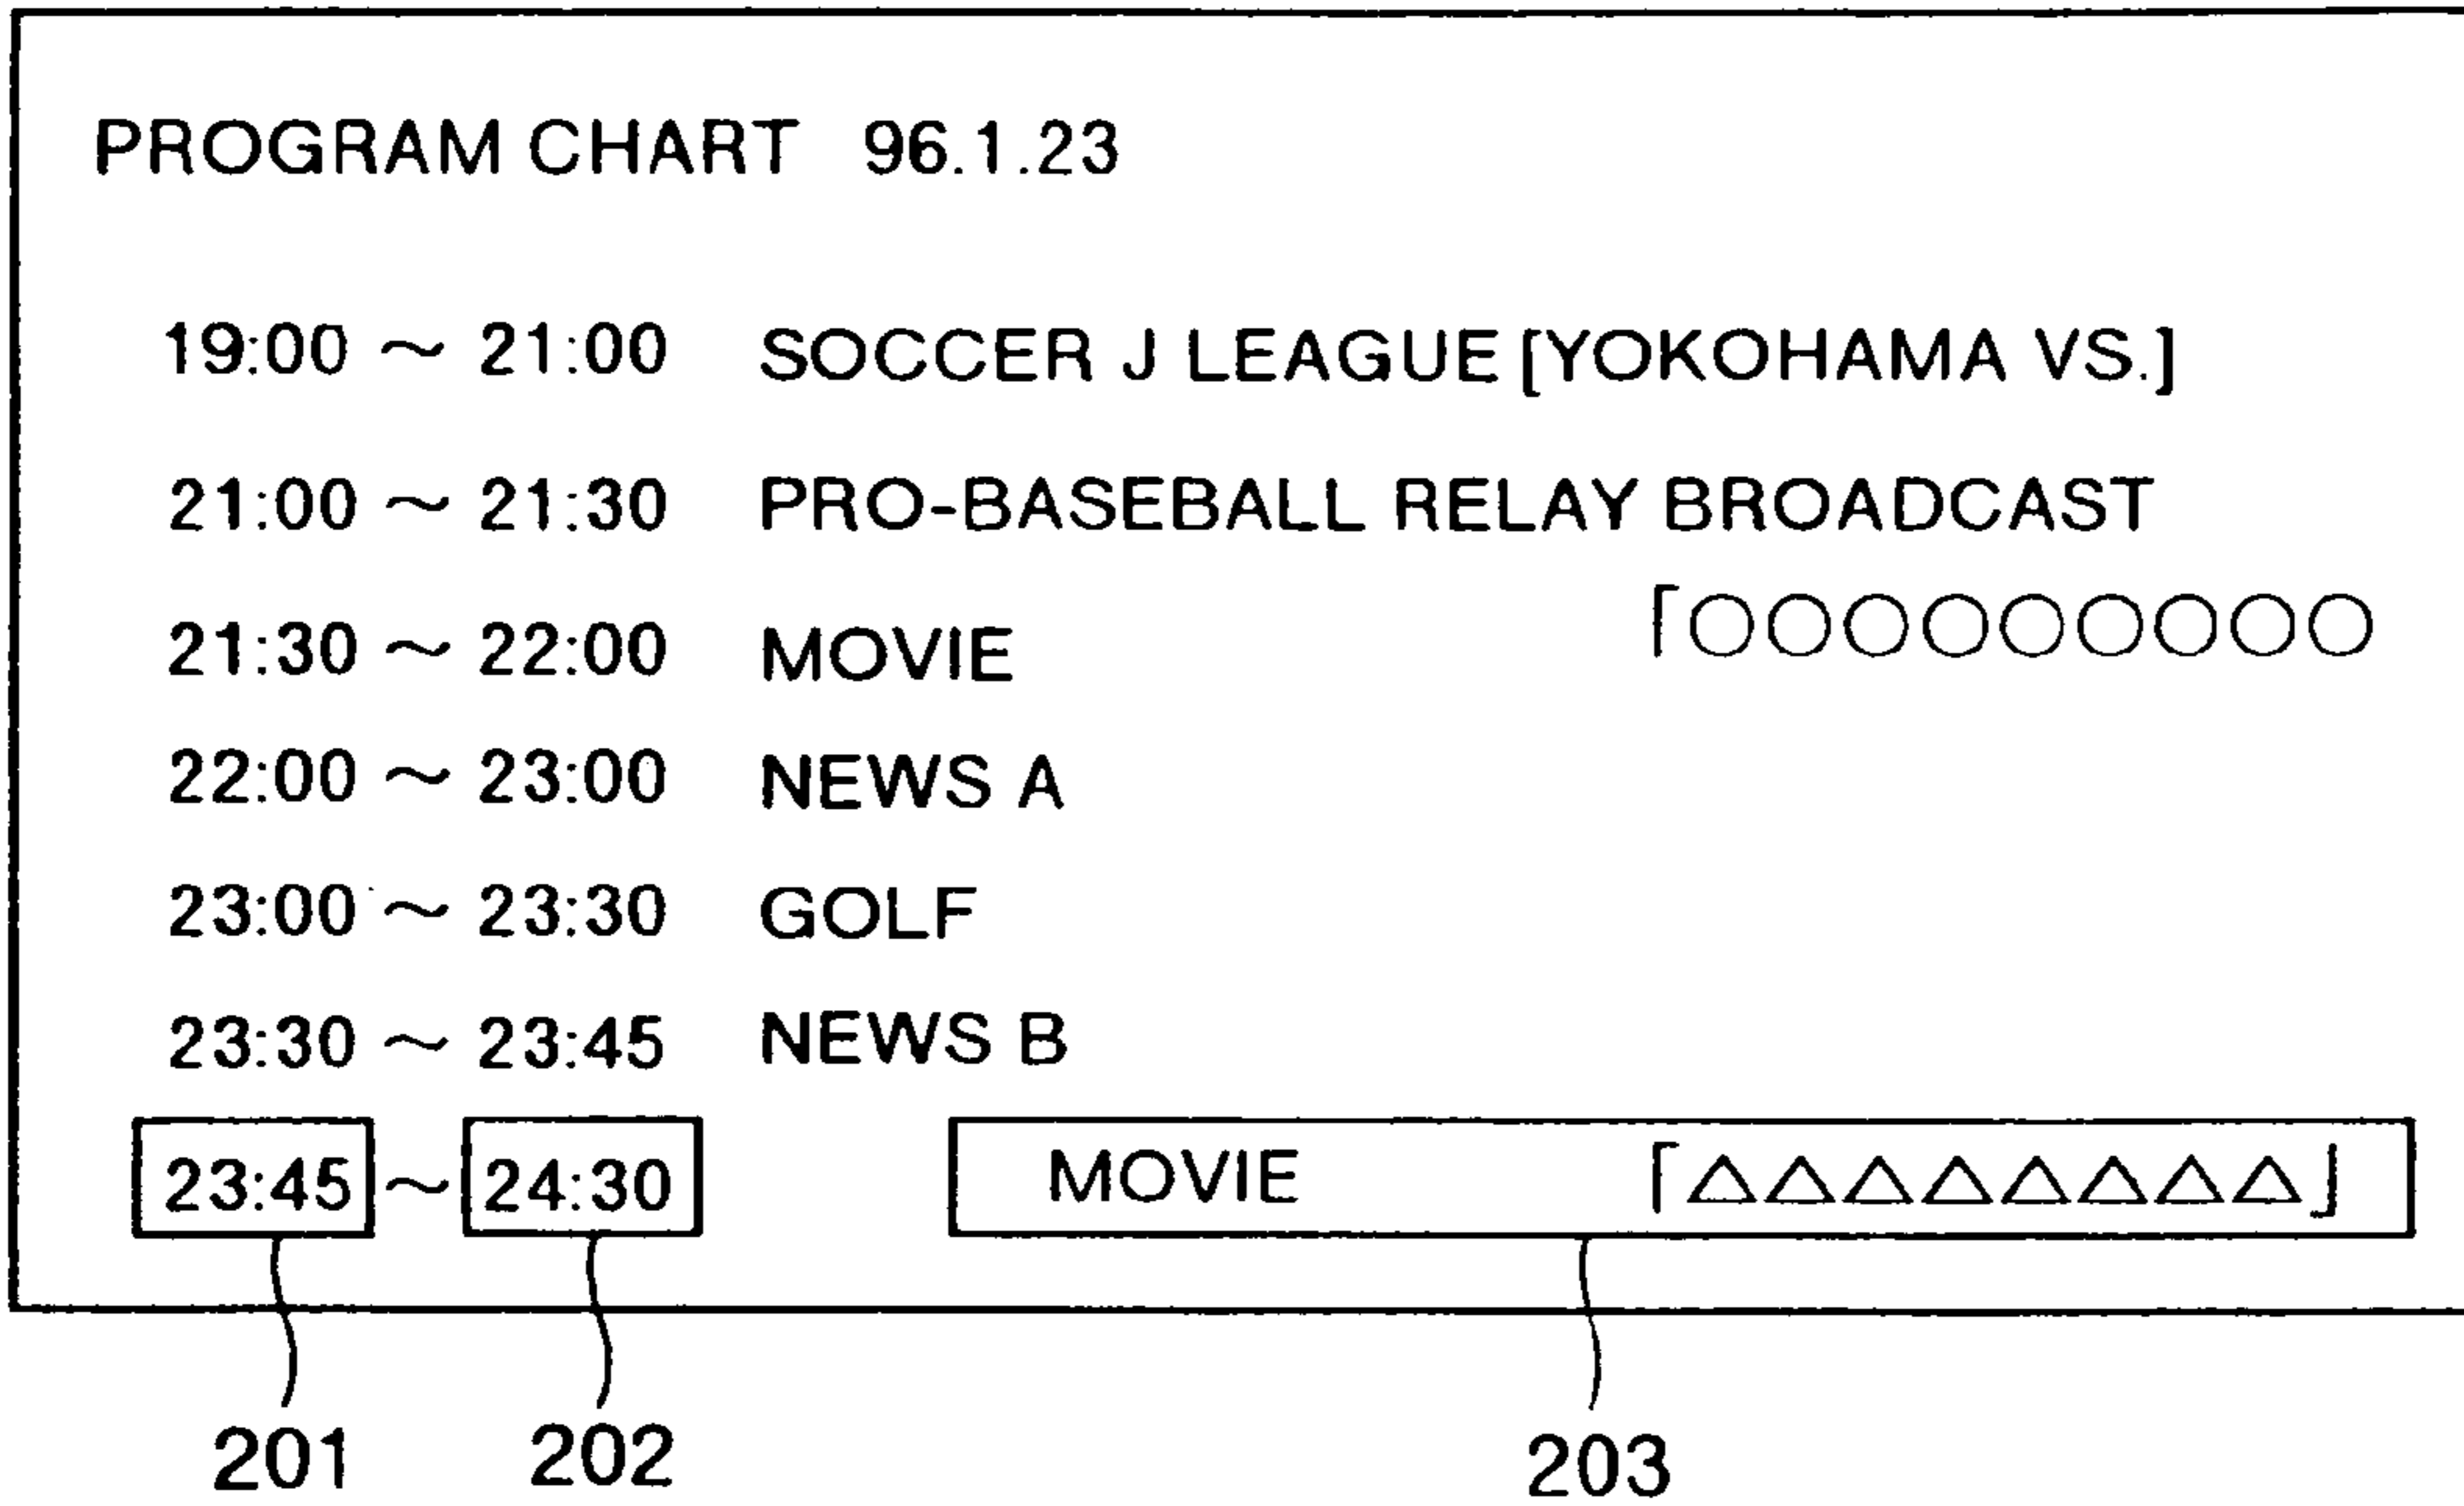 PROGRAM CHART 96.1.23
19:00 ~ 21:00 SOCCER J LEAGUE [YOKOHAMA VS.]
21:00 ~ 21:30 PRO-BASEBALL RELAY BROADCAST
21:30 ~ 22:00 MOVIE 「○○○○○○○○○
22:00 ~ 23:00 NEWS A
23:00 ~ 23:30 GOLF
23:30 ~ 23:45 NEWS B
23:45 ~ 24:30 MOVIE 「△△△△△△△△」
201 202 203